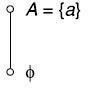 A = {a}
ϕ